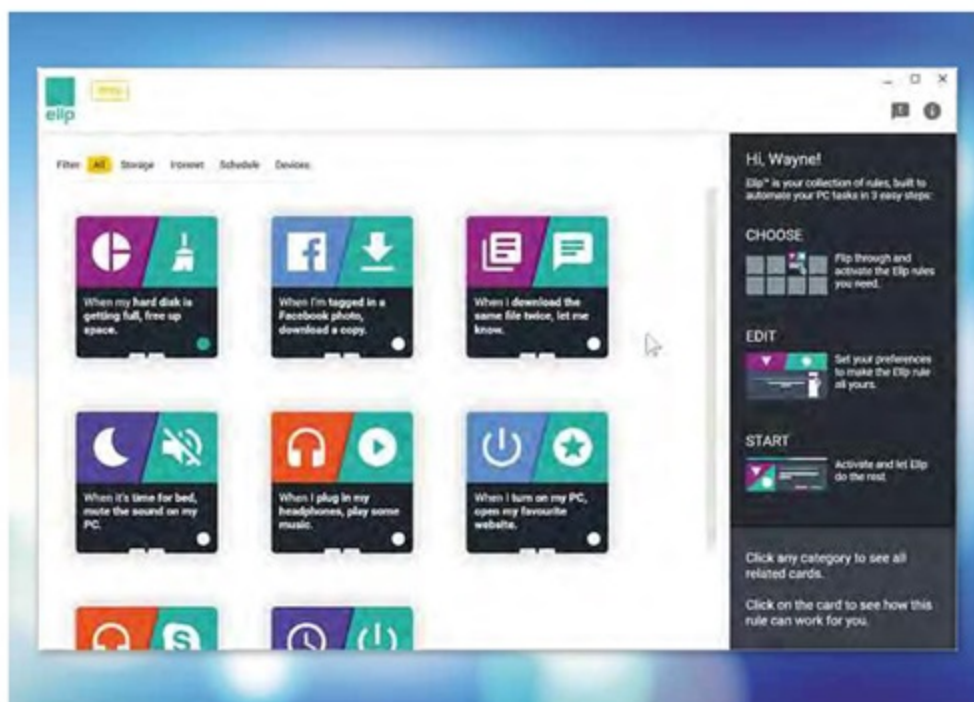 ellp
Filter All Storage Internet Schedule Devices
When my hard disk is
getting full, free up
space.
When I'm tagged in a
Facebook photo,
download a copy.
When I download the
same file twice, let me
know.
When it's time for bed,
mute the sound on my
PC.
When I plug in my
headphones, play some
music.
When I turn on my PC,
open my favourite
website.
Hi, Wayne!
Ellp™ is your collection of rules, built to
automate your PC tasks in 3 easy steps:
CHOOSE
Flip through and
activate the Ellp rules
you need.
EDIT
Set your preferences
to make the Ellp rule
all yours.
START
Activate and let Ellp
do the rest.
Click any category to see all
related cards.
Click on the card to see how this
rule can work for you.